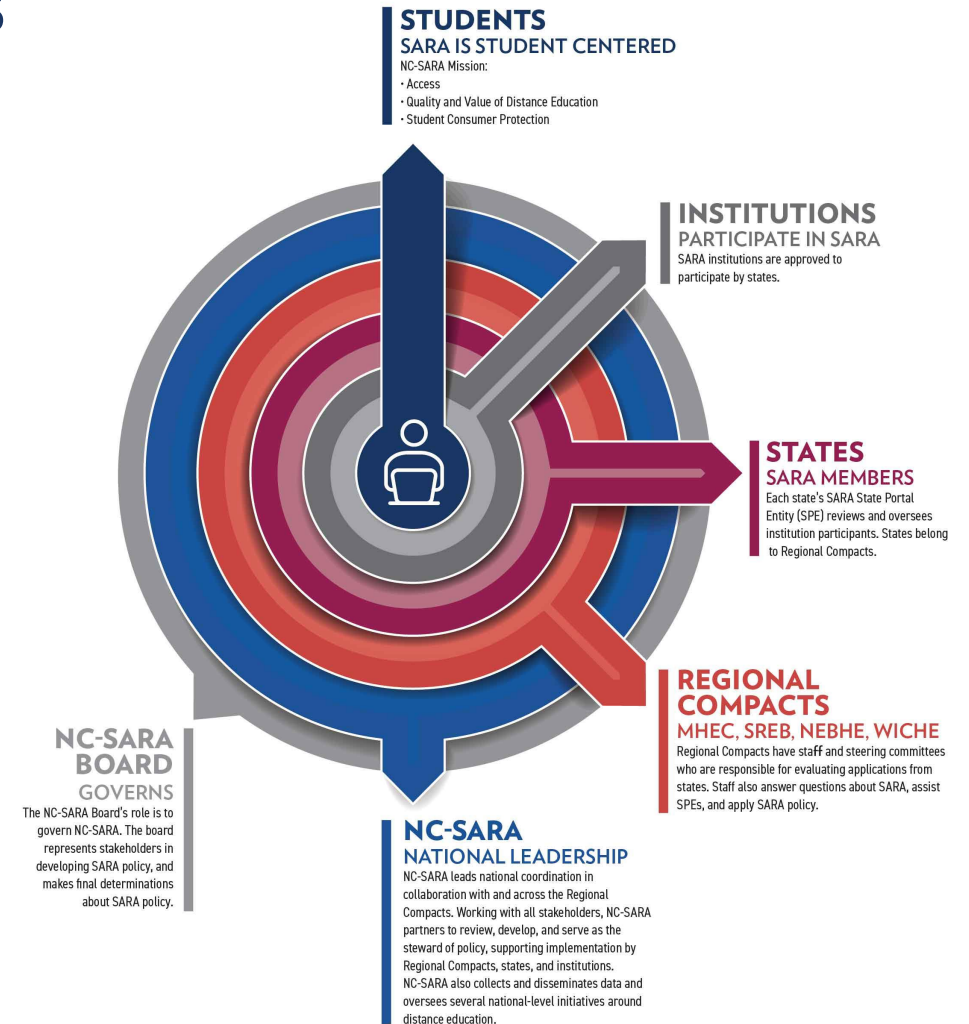 STUDENTS
SARA IS STUDENT CENTERED
NC-SARA Mission:
• Access
• Quality and Value of Distance Education
• Student Consumer Protection
INSTITUTIONS
PARTICIPATE IN SARA
SARA institutions are approved to
participate by states.
STATES
SARA MEMBERS
Each state's SARA State Portal
Entity (SPE) reviews and oversees
institution participants. States belong
to Regional Compacts.
REGIONAL
COMPACTS
MHEC, SREB, NEBHE, WICHE
Regional Compacts have staff and steering committees
who are responsible for evaluating applications from
states. Staff also answer questions about SARA, assist
SPEs, and apply SARA policy.
NC-SARA
NATIONAL LEADERSHIP
NC-SARA leads national coordination in
collaboration with and across the Regional
Compacts. Working with all stakeholders, NC-SARA
partners to review, develop, and serve as the
steward of policy, supporting implementation by
Regional Compacts, states, and institutions.
NC-SARA also collects and disseminates data and
oversees several national-level initiatives around
distance education.
NC-SARA
BOARD
GOVERNS
The NC-SARA Board's role is to
govern NC-SARA. The board
represents stakeholders in
developing SARA policy, and
makes final determinations
about SARA policy.